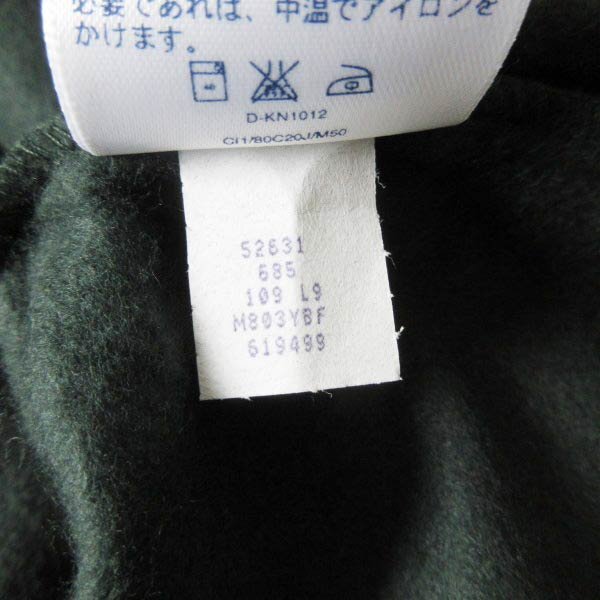 必要であれば、中温でアイロンを
かけます。
D-KN1012
CI1/80C20J/M50
52631
685
109 L9
M803YBF
619499